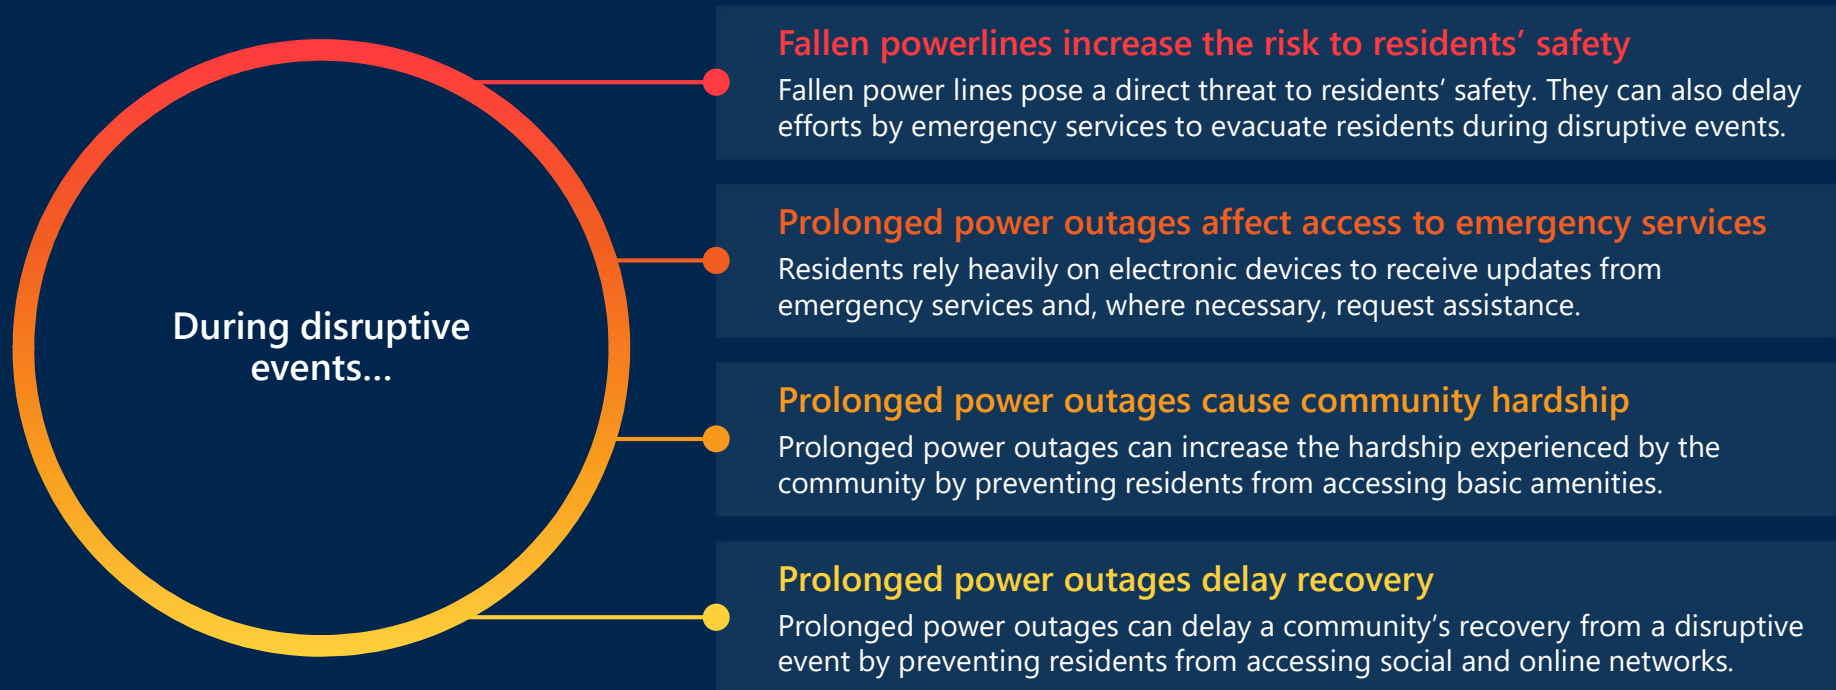 During disruptive
events...
Fallen powerlines increase the risk to residents’ safety
Fallen power lines pose a direct threat to residents’ safety. They can also delay
efforts by emergency services to evacuate residents during disruptive events.
Prolonged power outages affect access to emergency services
Residents rely heavily on electronic devices to receive updates from
emergency services and, where necessary, request assistance.
Prolonged power outages cause community hardship
Prolonged power outages can increase the hardship experienced by the
community by preventing residents from accessing basic amenities.
Prolonged power outages delay recovery
Prolonged power outages can delay a community’s recovery from a disruptive
event by preventing residents from accessing social and online networks.